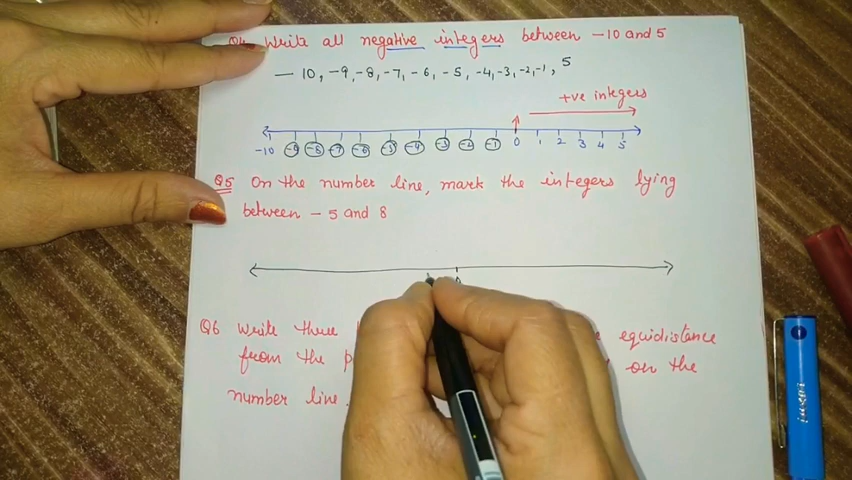 Q4 Write all negative integers between -10 and 5
- 10, -9, -8, -7, -6, -5, -4, -3, -2, -1, 5
+ve integers
-10 -9 -8 -7 -6 -5 -4 -3 -2 -1 0 1 2 3 4 5
Q5 On the number line, mark the integers lying
between - 5 and 8
Q6 Write three equidistance
from the on the
number line.